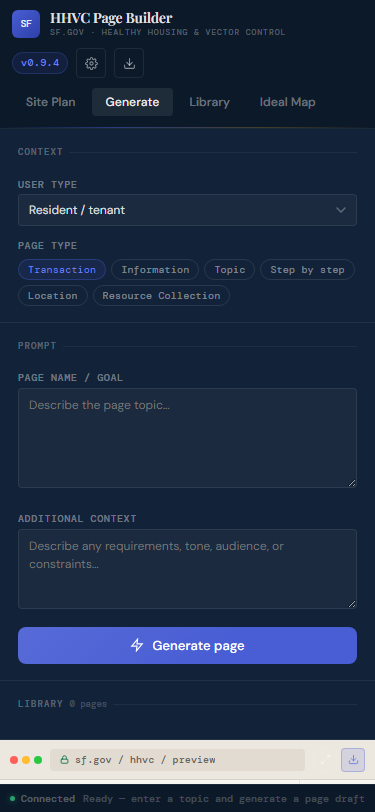 SF
HHVC Page Builder
SF.GOV · HEALTHY HOUSING & VECTOR CONTROL
v0.9.4
Site Plan Generate Library Ideal Map
CONTEXT
USER TYPE
Resident / tenant
PAGE TYPE
Transaction Information Topic Step by step
Location Resource Collection
PROMPT
PAGE NAME / GOAL
Describe the page topic…
ADDITIONAL CONTEXT
Describe any requirements, tone, audience, or
constraints…
Generate page
LIBRARY 0 pages
sf.gov / hhvc / preview
Connected Ready — enter a topic and generate a page draft